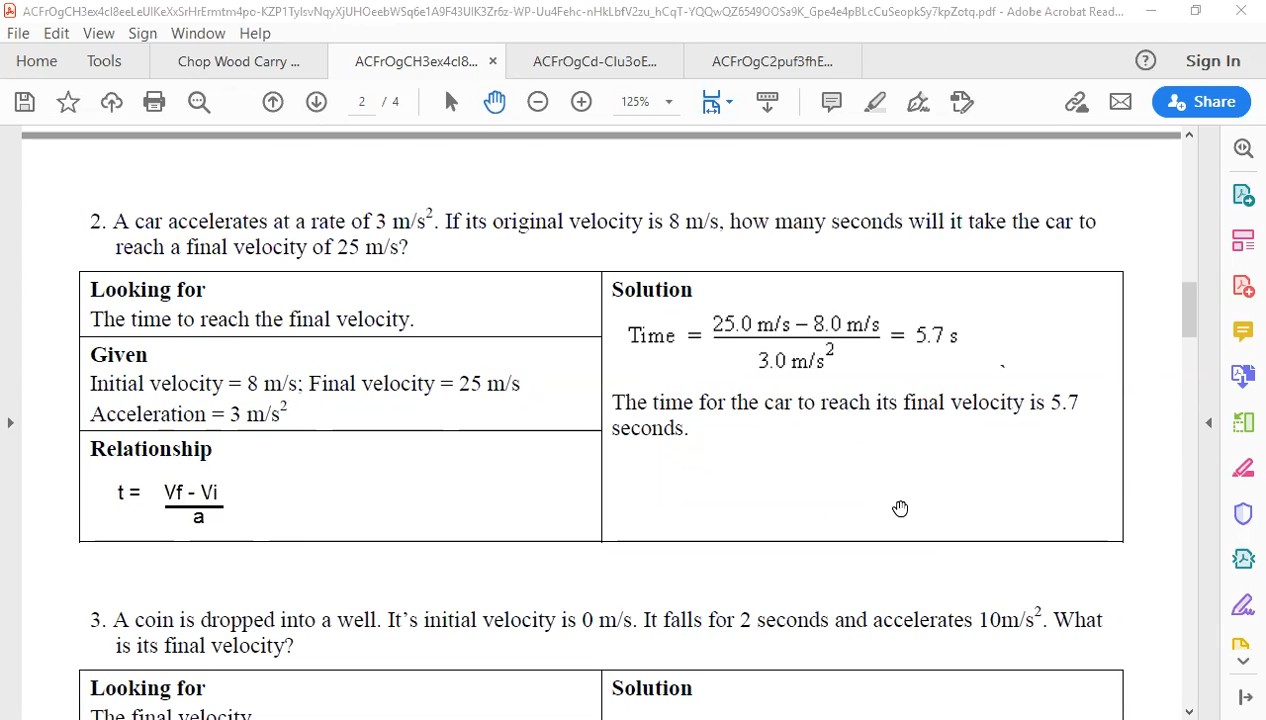 ACFrOgCH3ex4cl8eeLeUlKeXxSrHrErmtm4po-KZP1TylsvNqyXjUHOeebWSq6e1A9F43UlK3Zr6z-WP-Uu4Fehc-nHkLbfV2zu_hCqT-YQQwQZ6549OOSa9K_Gpe4e4pBLcCuSeopkSy7kpZotq.pdf - Adobe Acrobat Read...
File Edit View Sign Window Help
Home Tools Chop Wood Carry ... ACFrOgCH3ex4cl8... × ACFrOgCd-Clu3oE... ACFrOgC2puf3fhE... Sign In
2 / 4 125% Share
2. A car accelerates at a rate of 3 m/s². If its original velocity is 8 m/s, how many seconds will it take the car to
reach a final velocity of 25 m/s?
Looking for
The time to reach the final velocity.
Given
Initial velocity = 8 m/s; Final velocity = 25 m/s
Acceleration = 3 m/s²
Relationship
t = Vf - Vi
a
Solution
Time = 25.0 m/s – 8.0 m/s = 5.7 s
3.0 m/s²
The time for the car to reach its final velocity is 5.7
seconds.
3. A coin is dropped into a well. It's initial velocity is 0 m/s. It falls for 2 seconds and accelerates 10m/s². What
is its final velocity?
Looking for
The final velocity
Solution